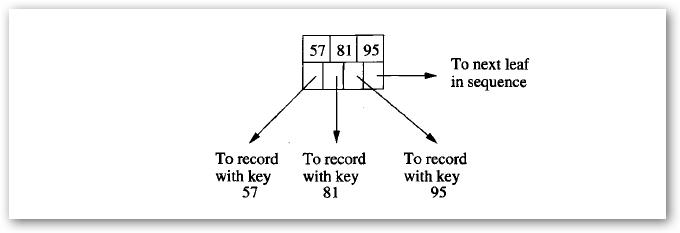 57 81 95
To next leaf
in sequence
To record To record To record
with key with key with key
57 81 95